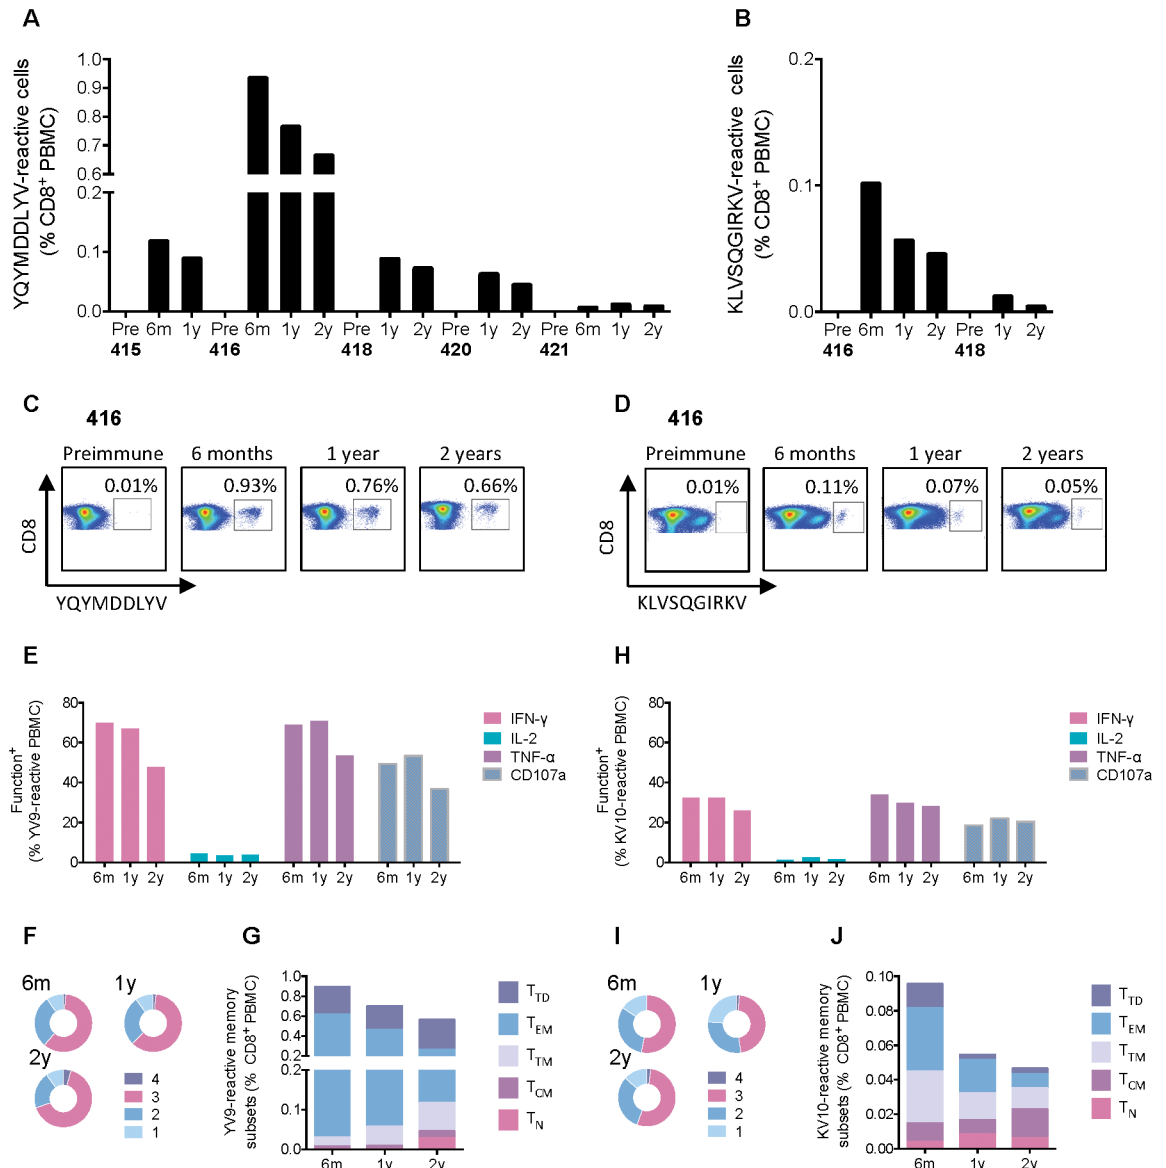 A
YQYMDDLYV-reactive cells
(% CD8+ PBMC)
1.0
0.9
0.8
0.7
0.6
0.2
0.1
0.0
Pre 6m 1y Pre 6m 1y 2y Pre 1y 2y Pre 1y 2y Pre 6m 1y 2y
415 416 418 420 421
B
KLVSQGIRKV-reactive cells
(% CD8+ PBMC)
0.2
0.1
0.0
Pre 6m 1y 2y Pre 1y 2y
416 418
C
416
Preimmune 6 months 1 year 2 years
0.01% 0.93% 0.76% 0.66%
CD8
YQYMDDLYV
D
416
Preimmune 6 months 1 year 2 years
0.01% 0.11% 0.07% 0.05%
CD8
KLVSQGIRKV
E
Function+
(% YV9-reactive PBMC)
80
60
40
20
0
6m 1y 2y 6m 1y 2y 6m 1y 2y 6m 1y 2y
IFN-γ
IL-2
TNF-α
CD107a
H
Function+
(% KV10-reactive PBMC)
80
60
40
20
0
6m 1y 2y 6m 1y 2y 6m 1y 2y 6m 1y 2y
IFN-γ
IL-2
TNF-α
CD107a
F
6m 1y
2y
4
3
2
1
G
YV9-reactive memory
subsets (% CD8+ PBMC)
1.0
0.8
0.6
0.4
0.2
0.2
0.1
0.0
6m 1y 2y
TTD
TEM
TTM
TCM
TN
I
6m 1y
2y
4
3
2
1
J
KV10-reactive memory
subsets (% CD8+ PBMC)
0.10
0.08
0.06
0.04
0.02
0.00
6m 1y 2y
TTD
TEM
TTM
TCM
TN